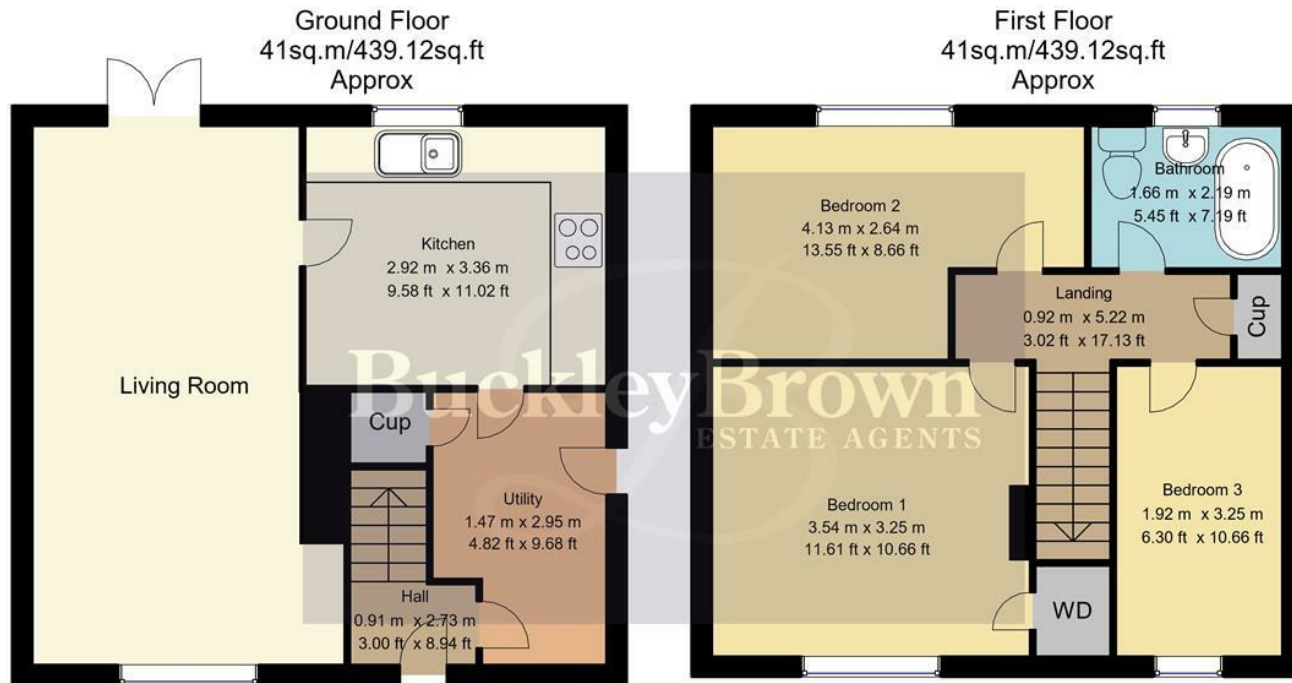 Ground Floor
41sq.m/439.12sq.ft
Approx
Living Room
Kitchen
2.92 m x 3.36 m
9.58 ft x 11.02 ft
Cup
Utility
1.47 m x 2.95 m
4.82 ft x 9.68 ft
Hall
0.91 m x 2.73 m
3.00 ft x 8.94 ft
First Floor
41sq.m/439.12sq.ft
Approx
Bedroom 2
4.13 m x 2.64 m
13.55 ft x 8.66 ft
Bathroom
1.66 m x 2.19 m
5.45 ft x 7.19 ft
Landing
0.92 m x 5.22 m
3.02 ft x 17.13 ft
Cup
Bedroom 1
3.54 m x 3.25 m
11.61 ft x 10.66 ft
WD
Bedroom 3
1.92 m x 3.25 m
6.30 ft x 10.66 ft
BuckleyBrown
ESTATE AGENTS